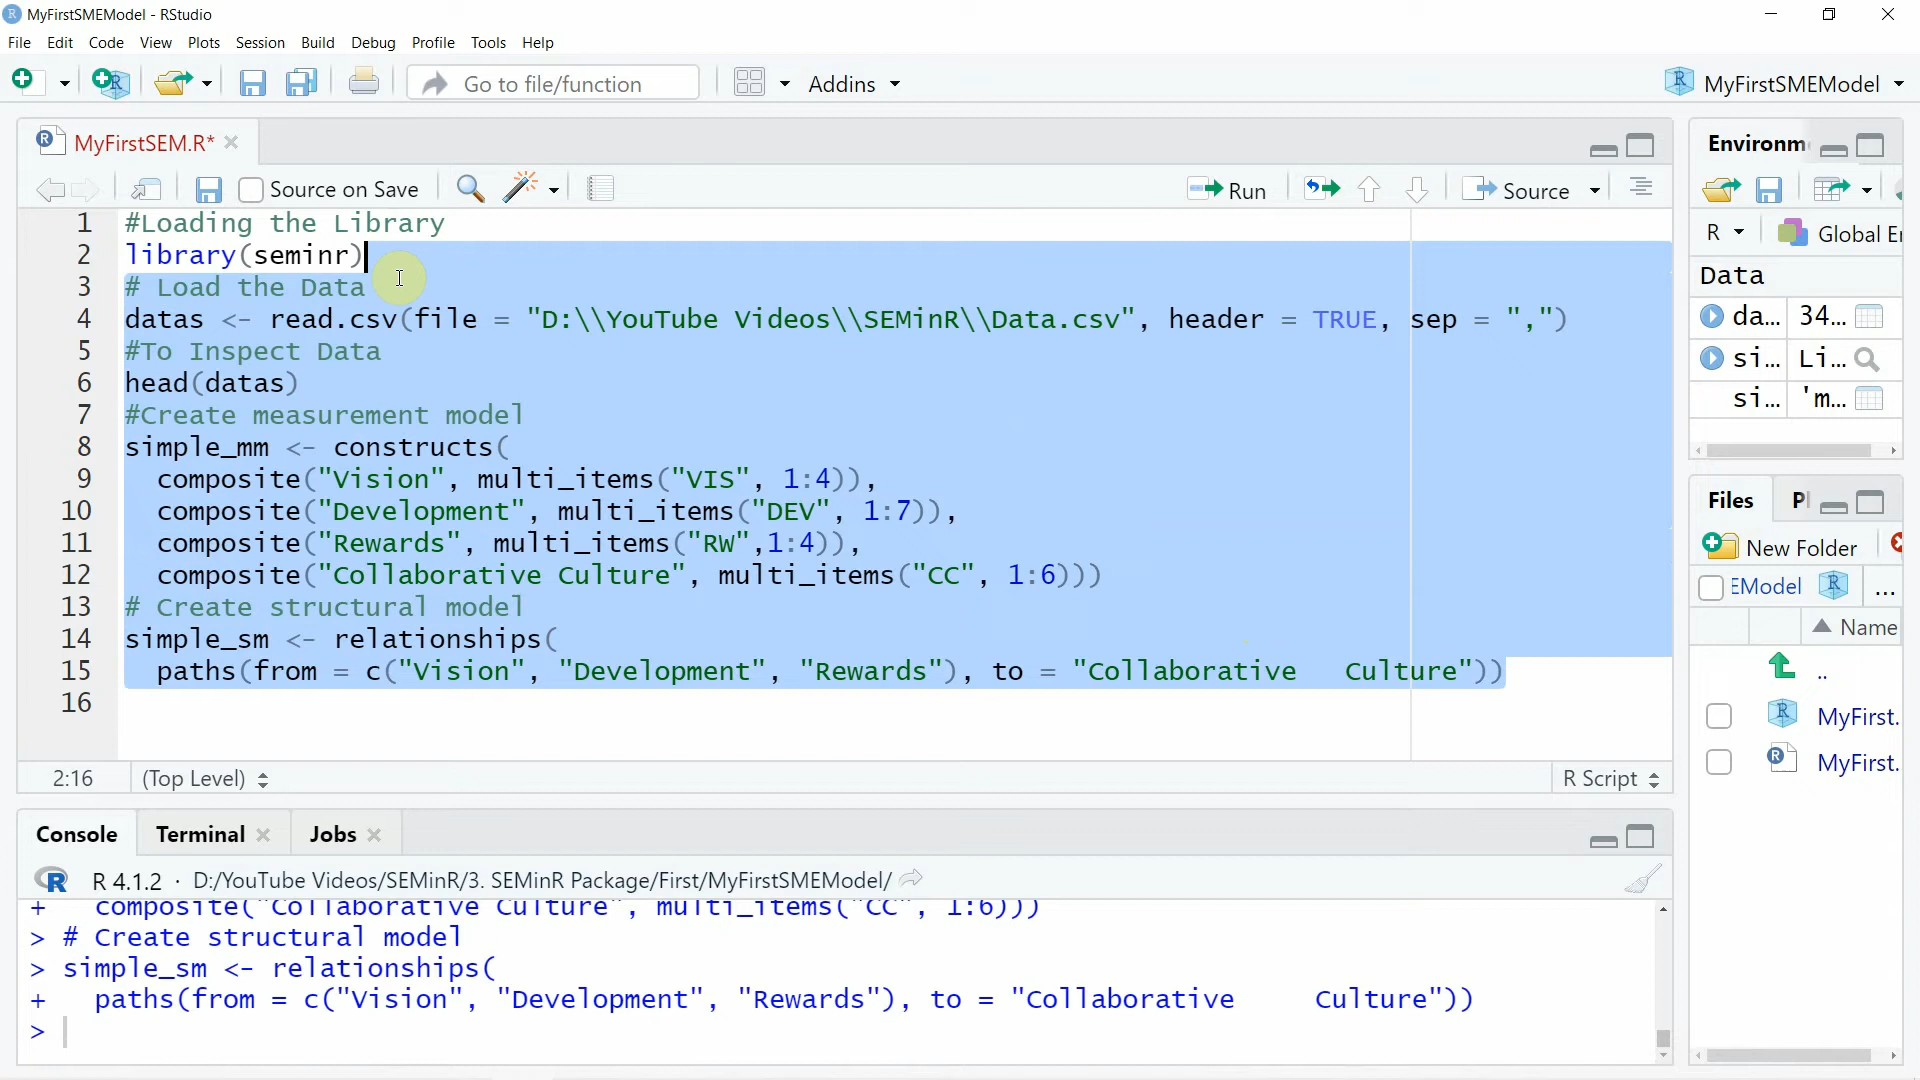 MyFirstSMEModel - RStudio
File Edit Code View Plots Session Build Debug Profile Tools Help
Go to file/function Addins MyFirstSMEModel
MyFirstSEM.R*
Source on Save Run Source
1 #Loading the Library
2 library(seminr)
3 # Load the Data
4 datas <- read.csv(file = "D:\\YouTube Videos\\SEMinR\\Data.csv", header = TRUE, sep = ",")
5 #To Inspect Data
6 head(datas)
7 #Create measurement model
8 simple_mm <- constructs(
9 composite("Vision", multi_items("VIS", 1:4)),
10 composite("Development", multi_items("DEV", 1:7)),
11 composite("Rewards", multi_items("RW",1:4)),
12 composite("Collaborative Culture", multi_items("CC", 1:6)))
13 # Create structural model
14 simple_sm <- relationships(
15 paths(from = c("Vision", "Development", "Rewards"), to = "Collaborative   Culture"))
16
2:16 (Top Level) R Script
Console Terminal Jobs
R 4.1.2 · D:/YouTube Videos/SEMinR/3. SEMinR Package/First/MyFirstSMEModel/
+ composite("Collaborative Culture", multi_items("CC", 1:6)))
> # Create structural model
> simple_sm <- relationships(
+ paths(from = c("Vision", "Development", "Rewards"), to = "Collaborative     Culture"))
>
Environm
R Global E
Data
da... 34...
si... Li...
si... 'm...
Files Pl
New Folder
EModel ...
Name
..
MyFirst.
MyFirst.